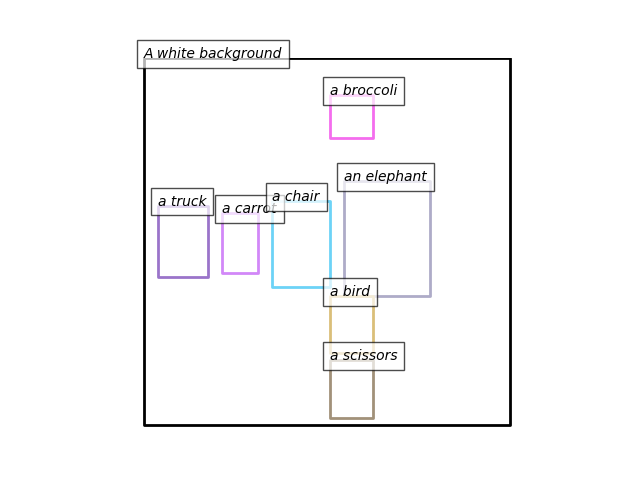 A white background
a broccoli
an elephant
a truck
a carrot
a chair
a bird
a scissors